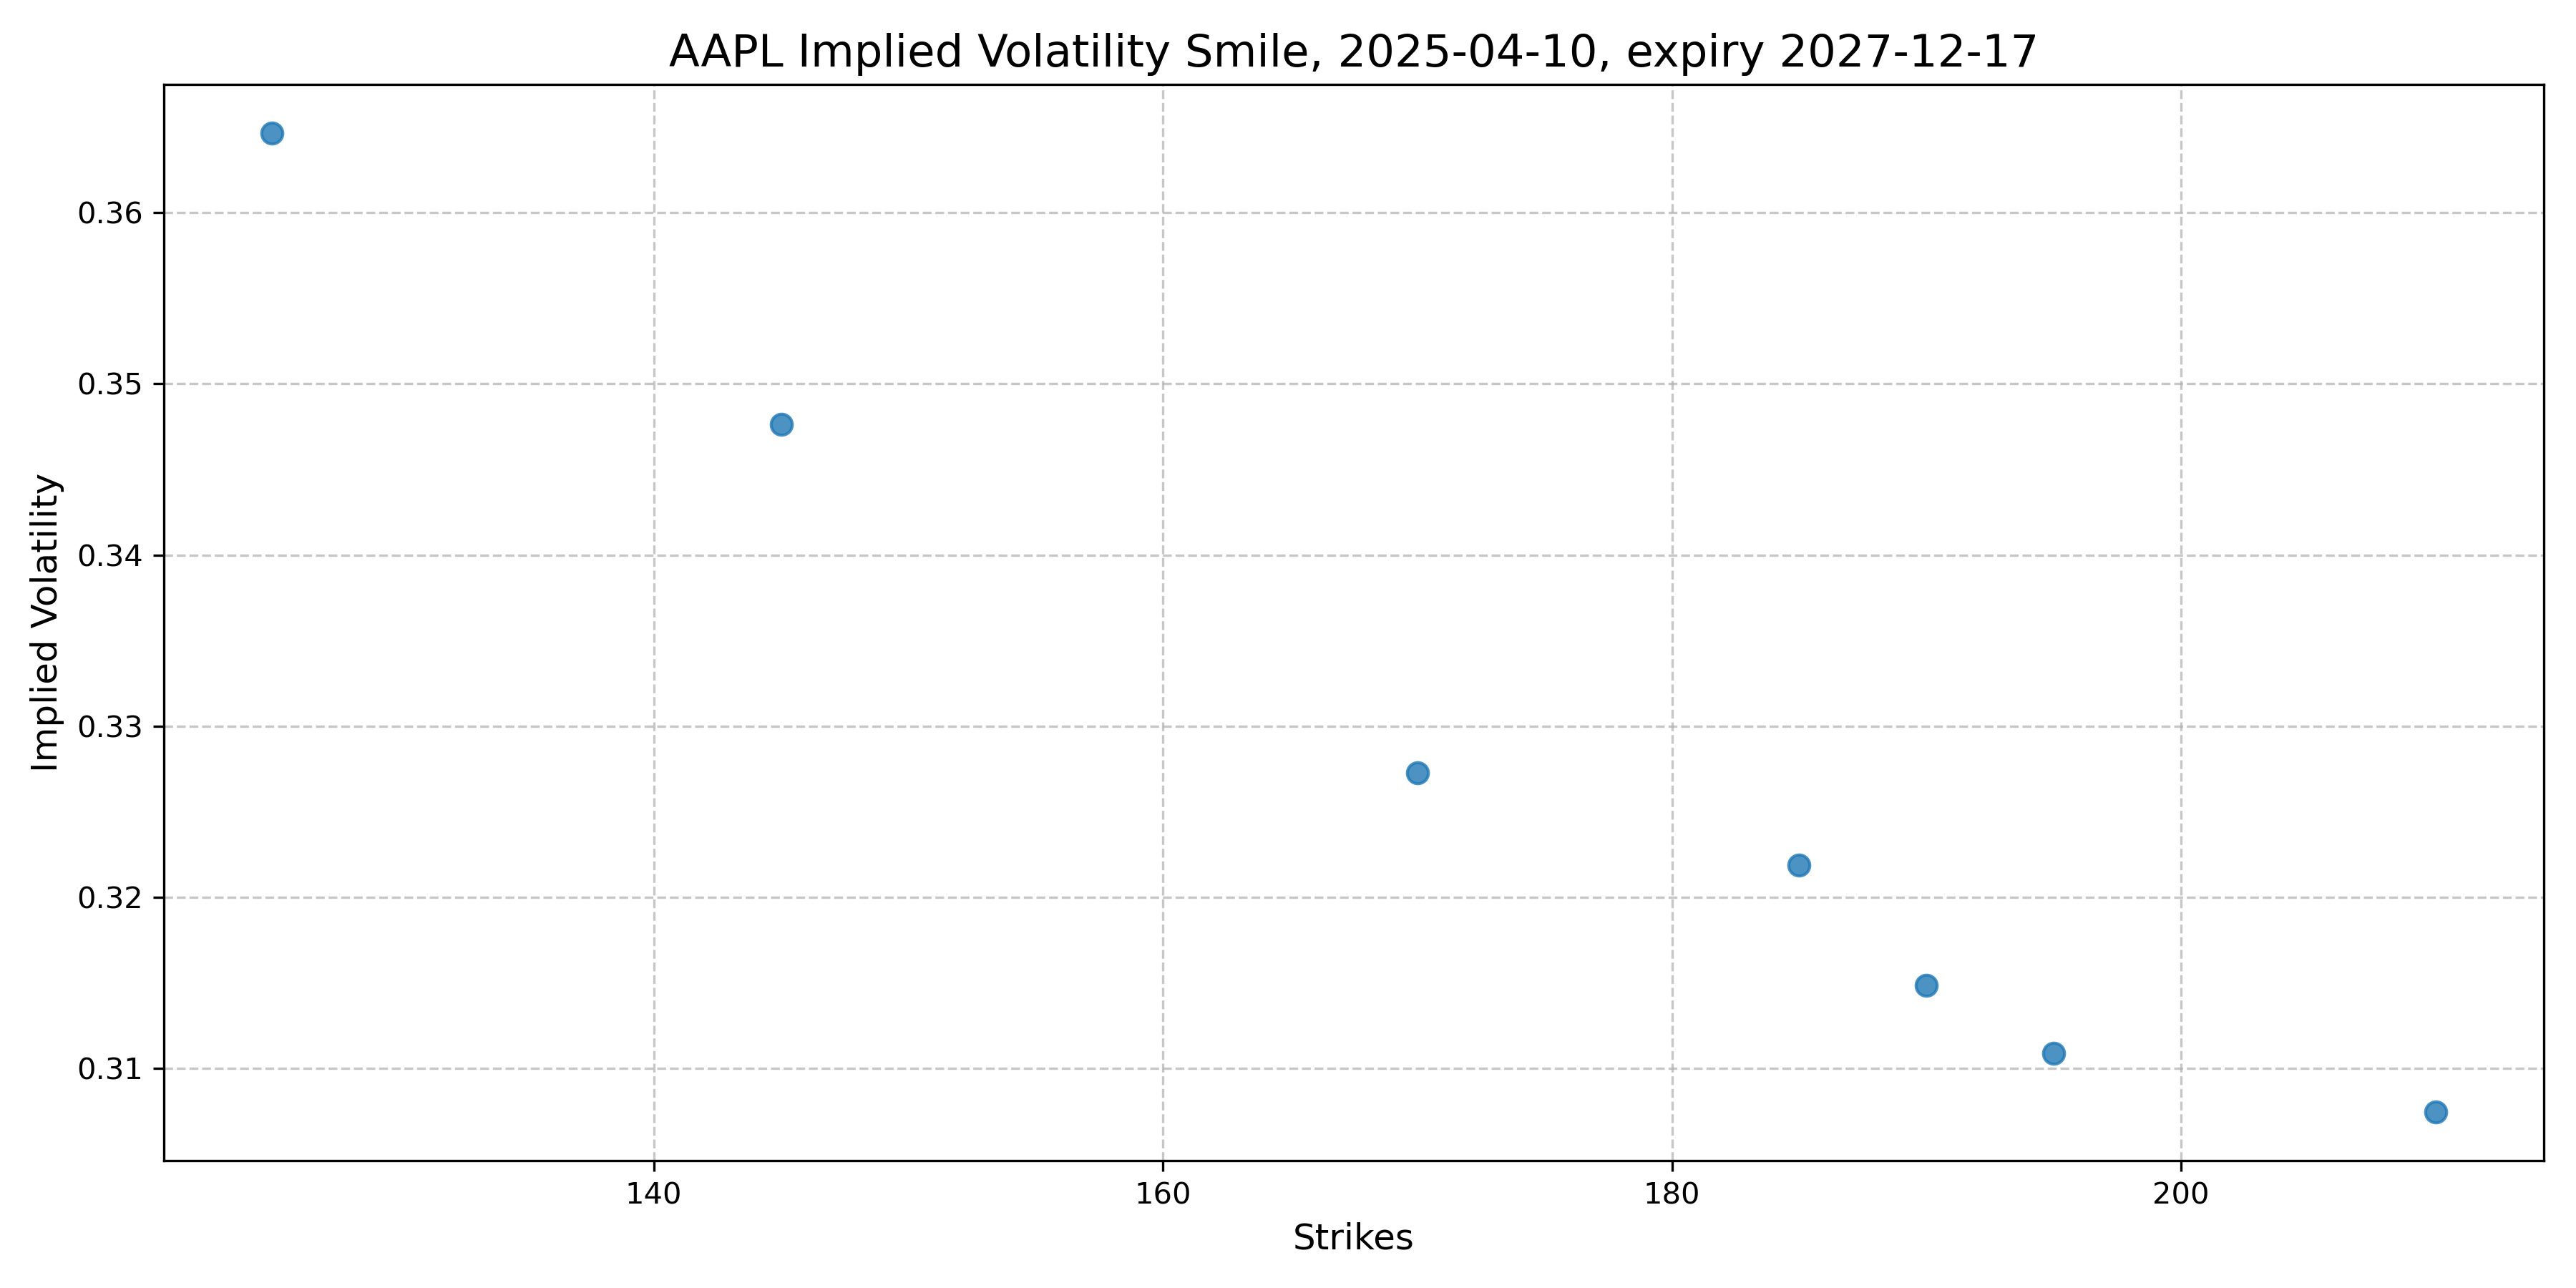 AAPL Implied Volatility Smile, 2025-04-10, expiry 2027-12-17
Implied Volatility
0.36
0.35
0.34
0.33
0.32
0.31
140 160 180 200
Strikes